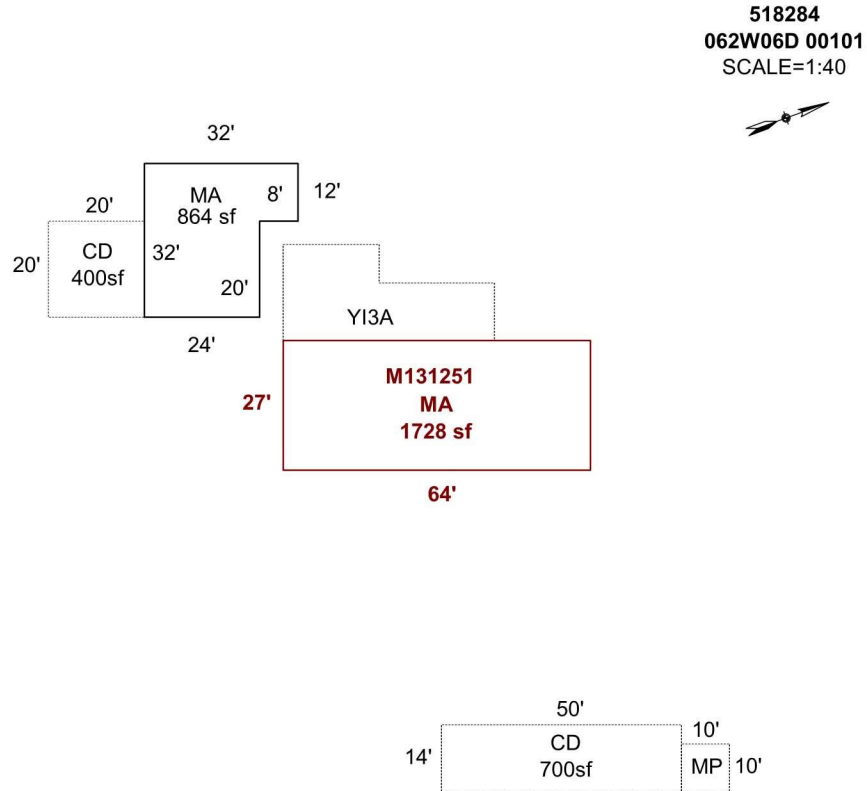 518284
062W06D 00101
SCALE=1:40
32'
MA
864 sf
8'
12'
20'
20'
CD
400sf
32'
20'
24'
YI3A
27'
M131251
MA
1728 sf
64'
50'
14'
CD
700sf
10'
MP
10'